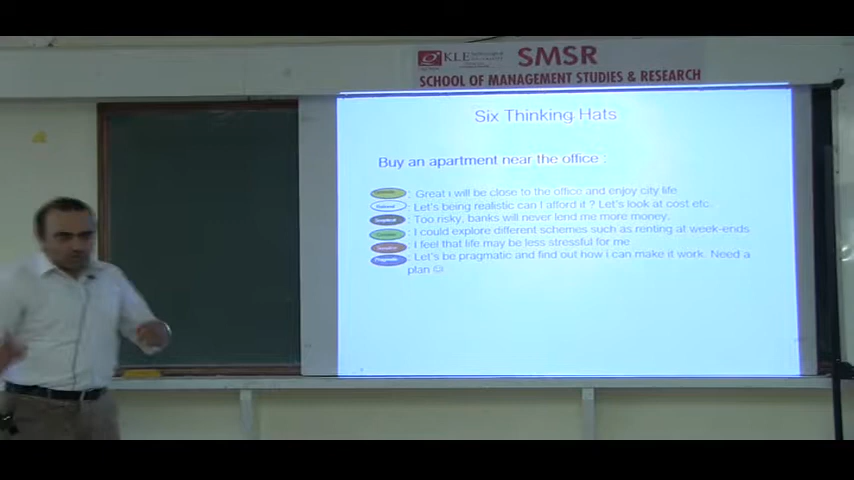 KLE
SMSR
SCHOOL OF MANAGEMENT STUDIES & RESEARCH
Six Thinking Hats
Buy an apartment near the office :
: Great i will be close to the office and enjoy city life
: Let's being realistic can I afford it ? Let's look at cost etc.
: Too risky, banks will never lend me more money.
: I could explore different schemes such as renting at week-ends
: I feel that life may be less stressful for me
Pragmatic : Let's be pragmatic and find out how i can make it work. Need a
plan ☺